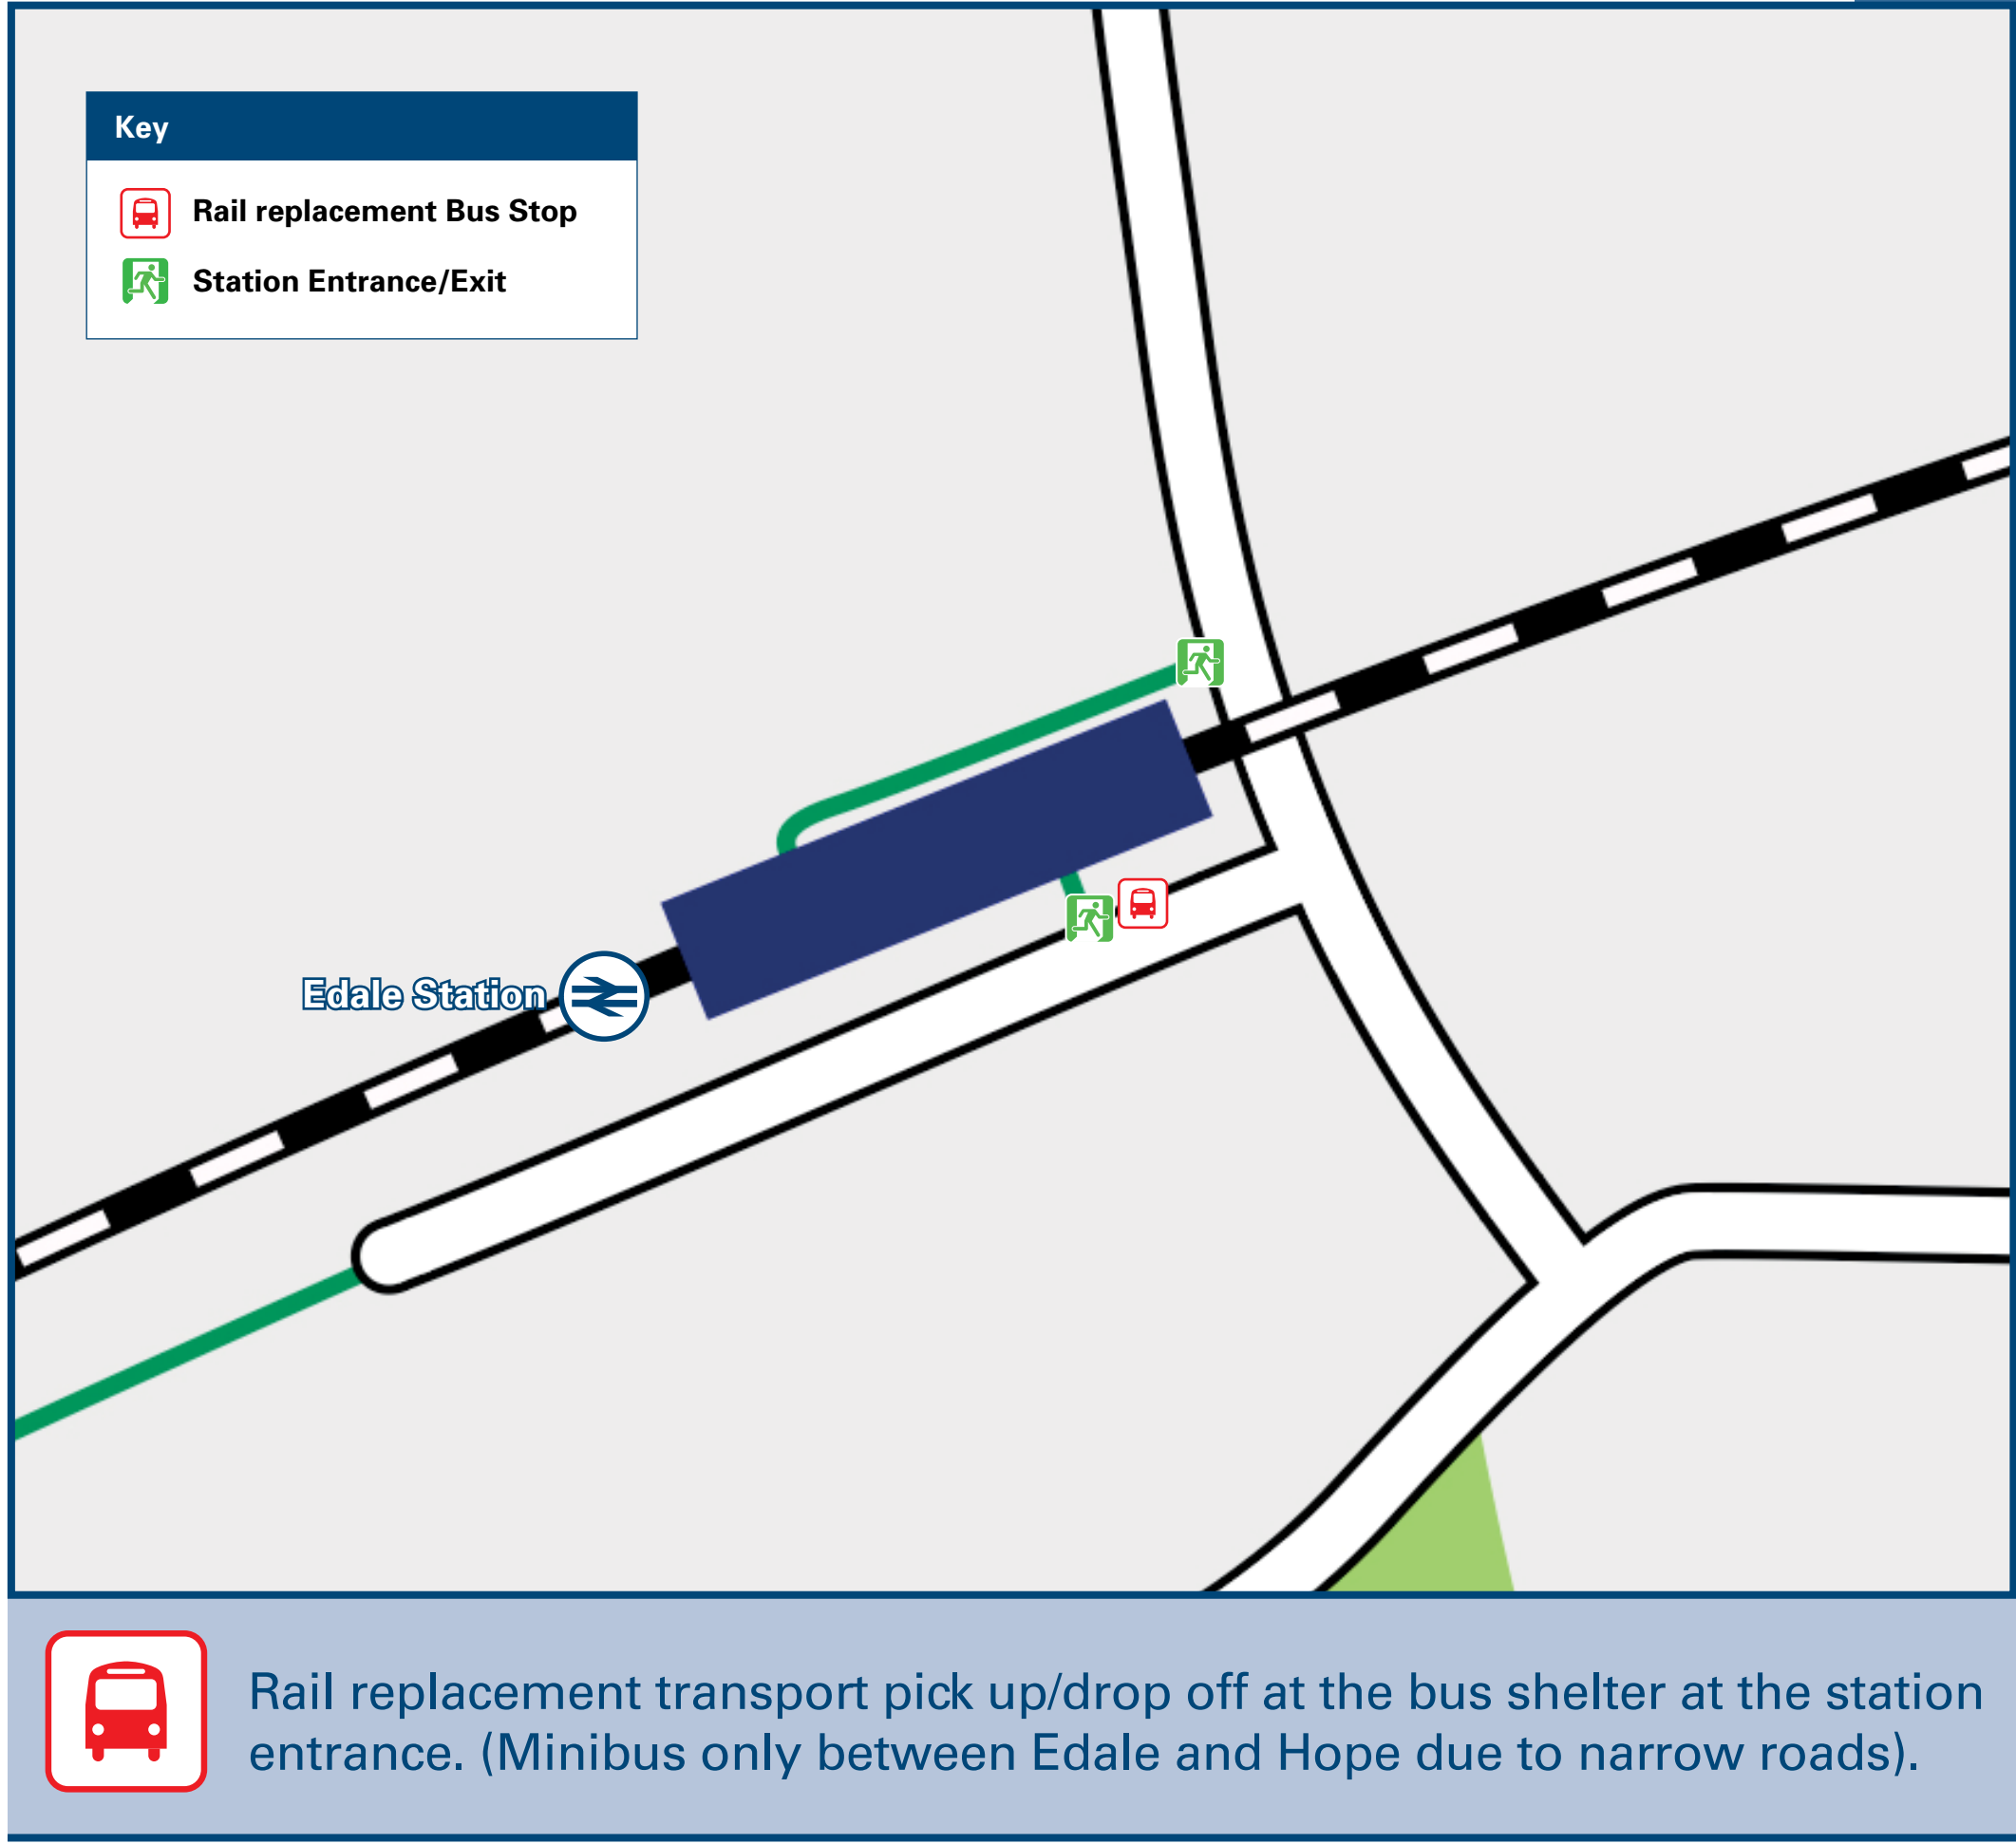 Key
Rail replacement Bus Stop
Station Entrance/Exit
Edale Station
Rail replacement transport pick up/drop off at the bus shelter at the station
entrance. (Minibus only between Edale and Hope due to narrow roads).